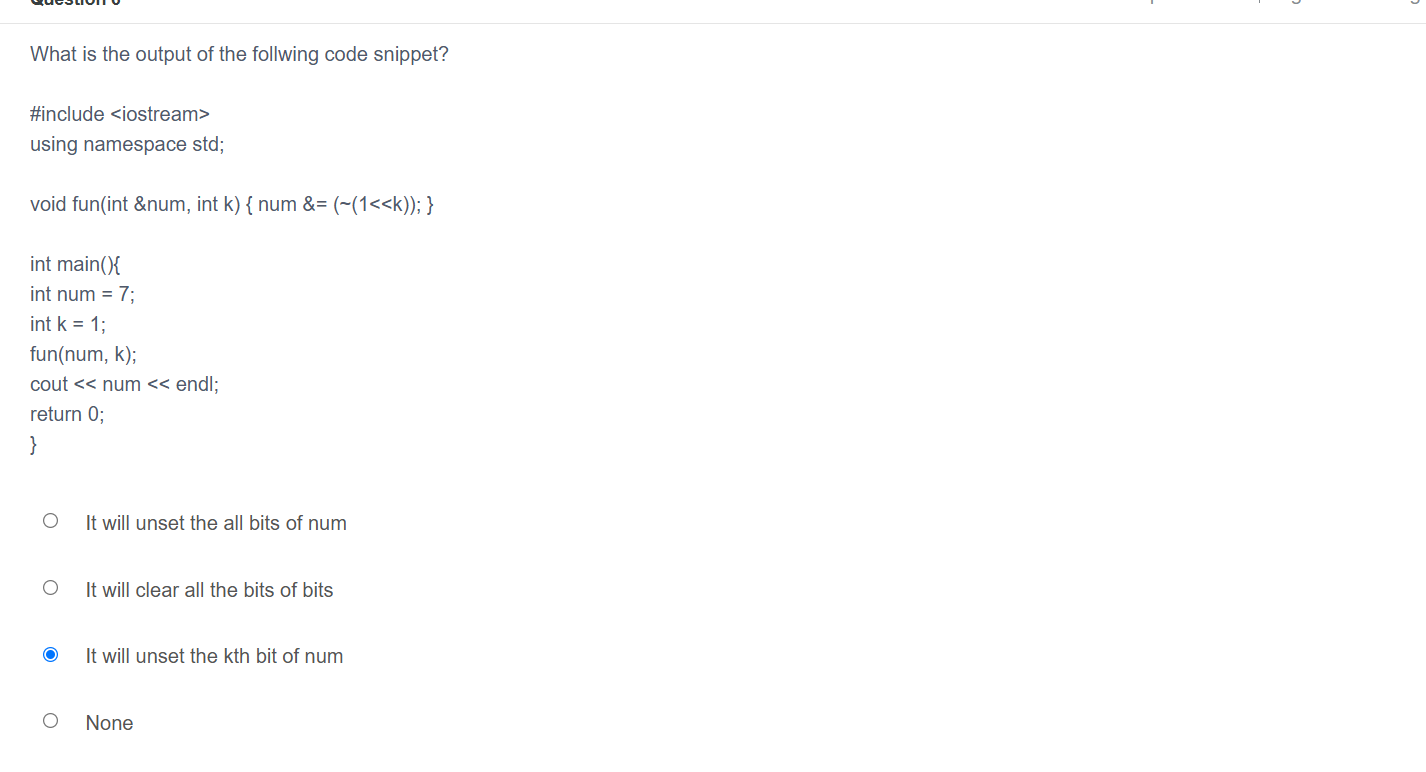 Question 6
What is the output of the follwing code snippet?
#include <iostream>
using namespace std;
void fun(int &num, int k) { num &= (~(1<<k)); }
int main(){
int num = 7;
int k = 1;
fun(num, k);
cout << num << endl;
return 0;
}
It will unset the all bits of num
It will clear all the bits of bits
It will unset the kth bit of num
None